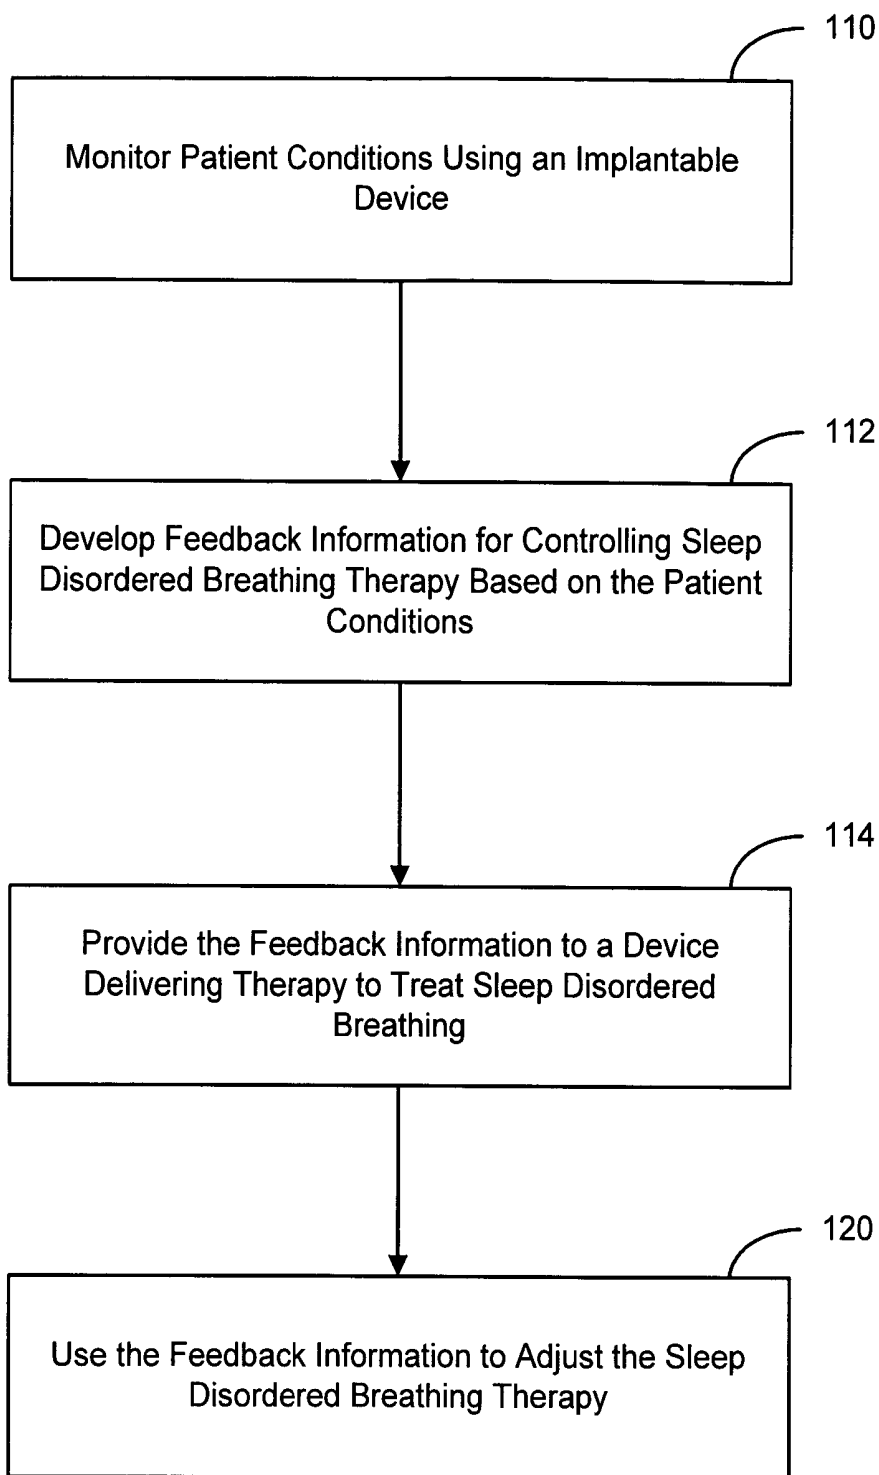 110
Monitor Patient Conditions Using an Implantable
Device
112
Develop Feedback Information for Controlling Sleep
Disordered Breathing Therapy Based on the Patient
Conditions
114
Provide the Feedback Information to a Device
Delivering Therapy to Treat Sleep Disordered
Breathing
120
Use the Feedback Information to Adjust the Sleep
Disordered Breathing Therapy